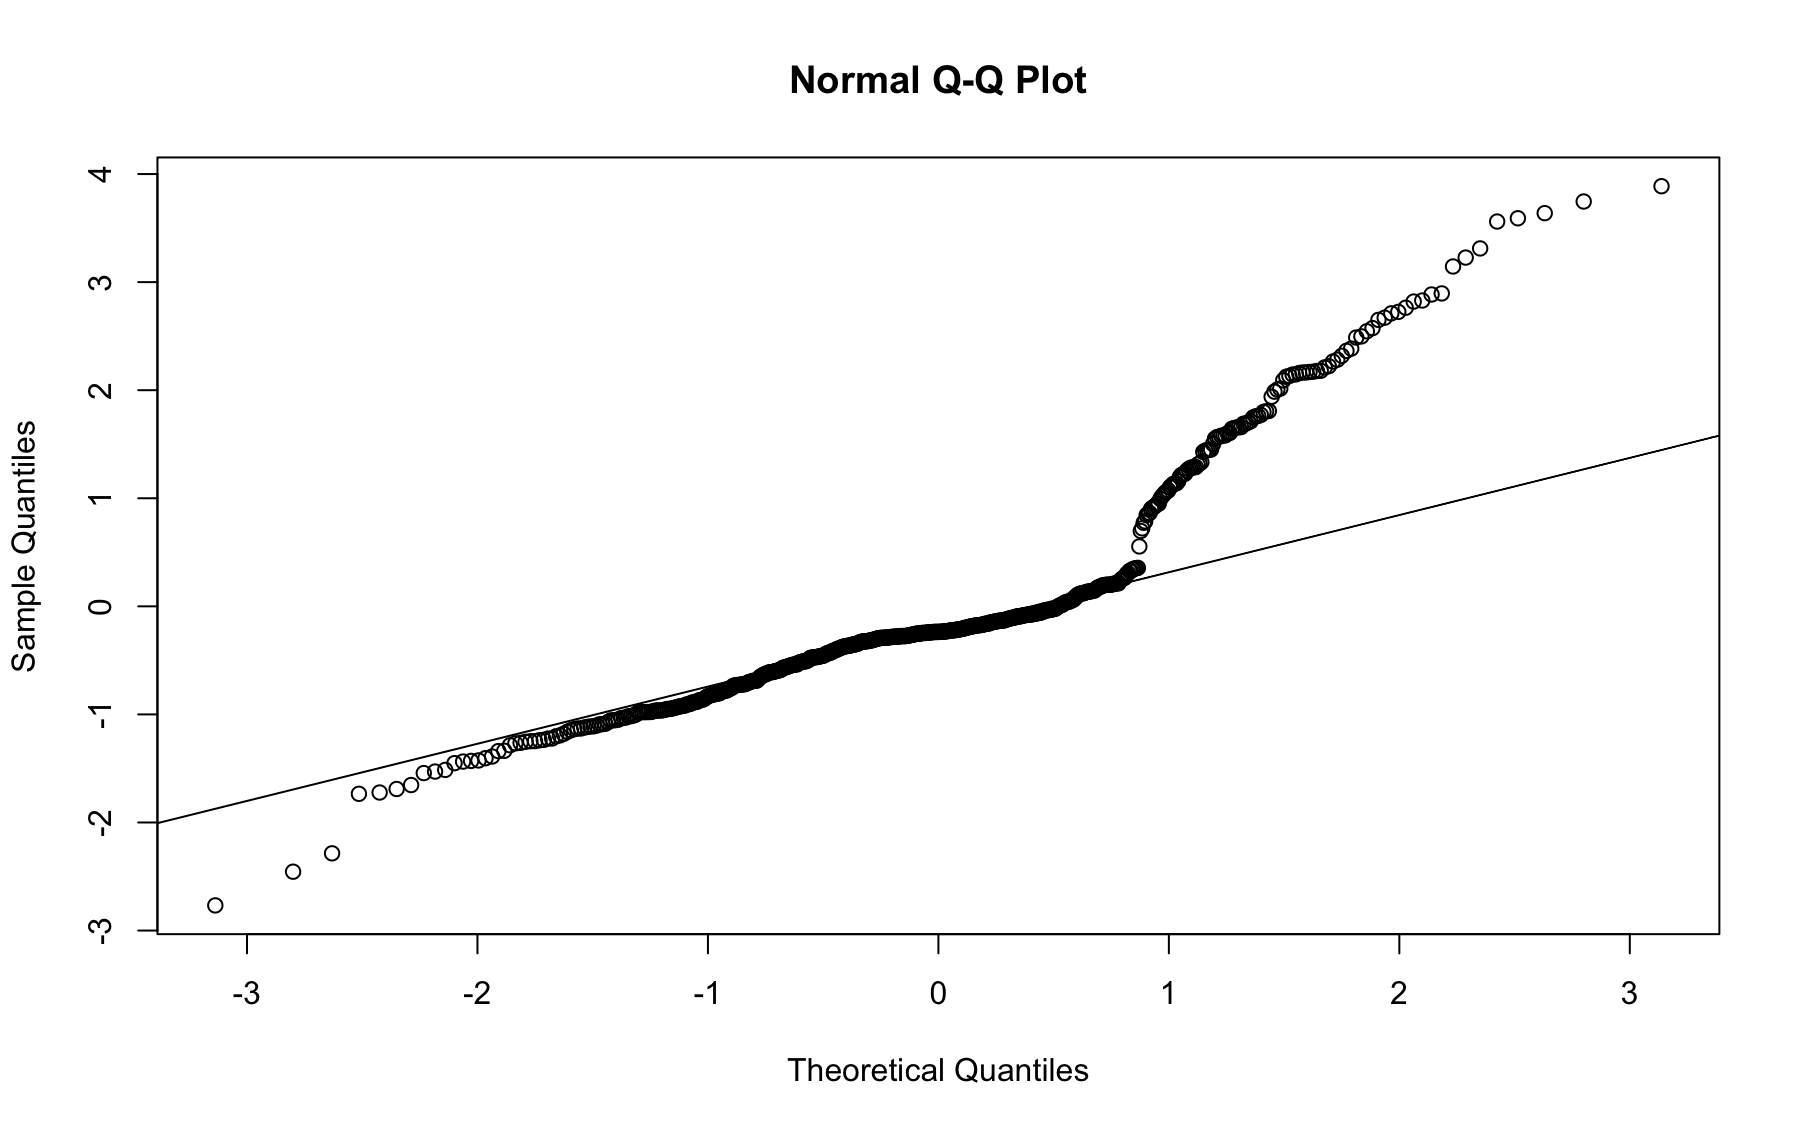 Normal Q-Q Plot
4
3
2
1
0
-1
-2
-3
Sample Quantiles
-3 -2 -1 0 1 2 3
Theoretical Quantiles